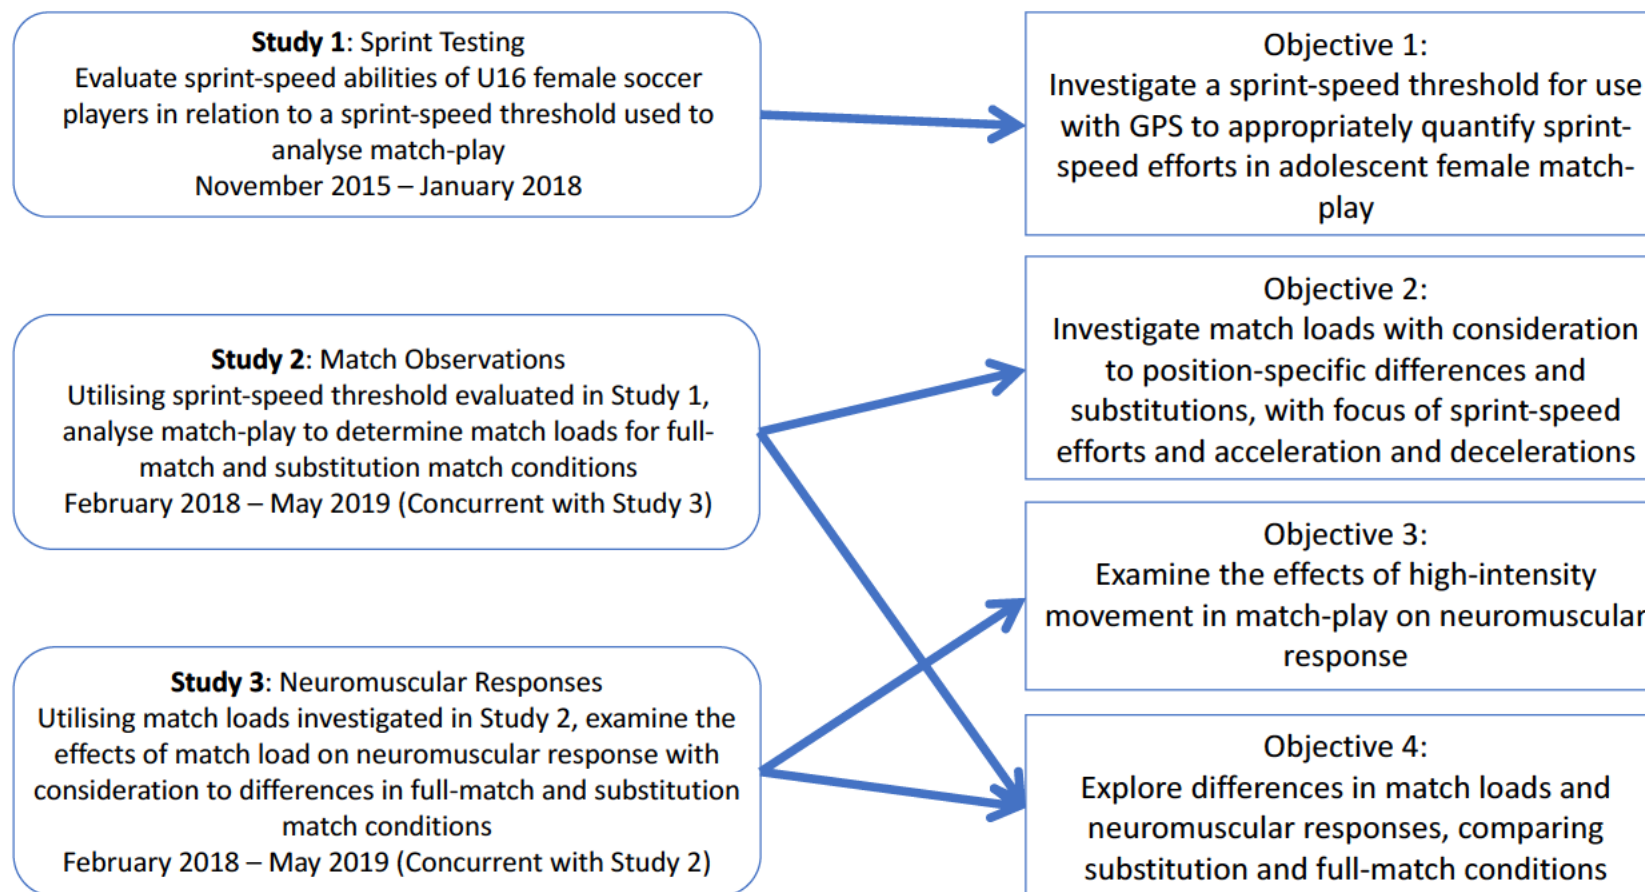 Study 1: Sprint Testing
Evaluate sprint-speed abilities of U16 female soccer
players in relation to a sprint-speed threshold used to
analyse match-play
November 2015 – January 2018
Objective 1:
Investigate a sprint-speed threshold for use
with GPS to appropriately quantify sprint-
speed efforts in adolescent female match-
play
Study 2: Match Observations
Utilising sprint-speed threshold evaluated in Study 1,
analyse match-play to determine match loads for full-
match and substitution match conditions
February 2018 – May 2019 (Concurrent with Study 3)
Objective 2:
Investigate match loads with consideration
to position-specific differences and
substitutions, with focus of sprint-speed
efforts and acceleration and decelerations
Objective 3:
Examine the effects of high-intensity
movement in match-play on neuromuscular
response
Study 3: Neuromuscular Responses
Utilising match loads investigated in Study 2, examine the
effects of match load on neuromuscular response with
consideration to differences in full-match and substitution
match conditions
February 2018 – May 2019 (Concurrent with Study 2)
Objective 4:
Explore differences in match loads and
neuromuscular responses, comparing
substitution and full-match conditions